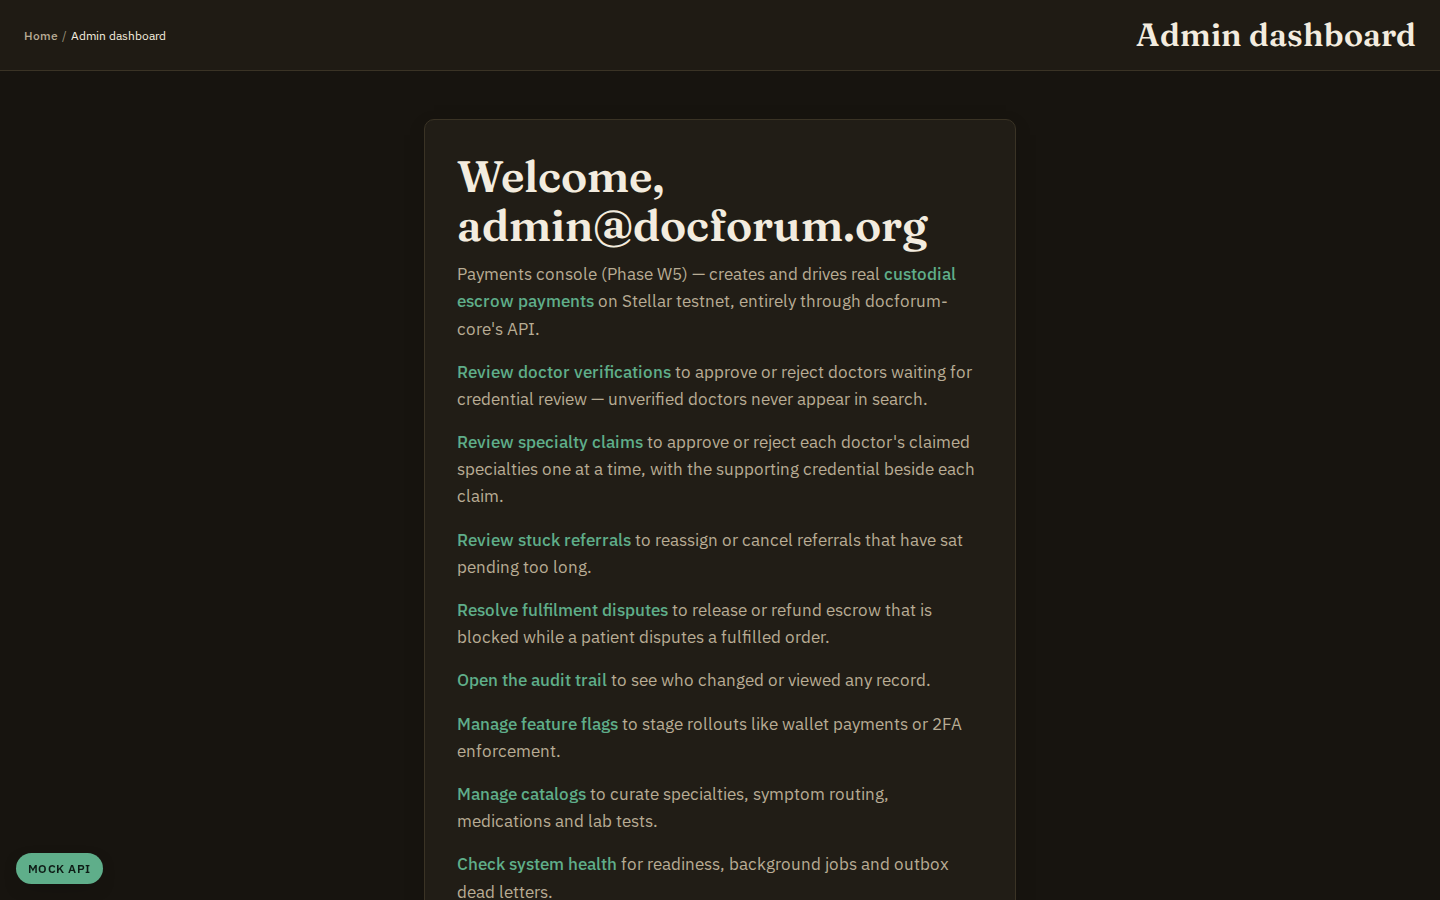 Home / Admin dashboard
Admin dashboard
Welcome,
admin@docforum.org
Payments console (Phase W5) — creates and drives real custodial
escrow payments on Stellar testnet, entirely through docforum-
core's API.
Review doctor verifications to approve or reject doctors waiting for
credential review — unverified doctors never appear in search.
Review specialty claims to approve or reject each doctor's claimed
specialties one at a time, with the supporting credential beside each
claim.
Review stuck referrals to reassign or cancel referrals that have sat
pending too long.
Resolve fulfilment disputes to release or refund escrow that is
blocked while a patient disputes a fulfilled order.
Open the audit trail to see who changed or viewed any record.
Manage feature flags to stage rollouts like wallet payments or 2FA
enforcement.
Manage catalogs to curate specialties, symptom routing,
medications and lab tests.
Check system health for readiness, background jobs and outbox
dead letters.
MOCK API